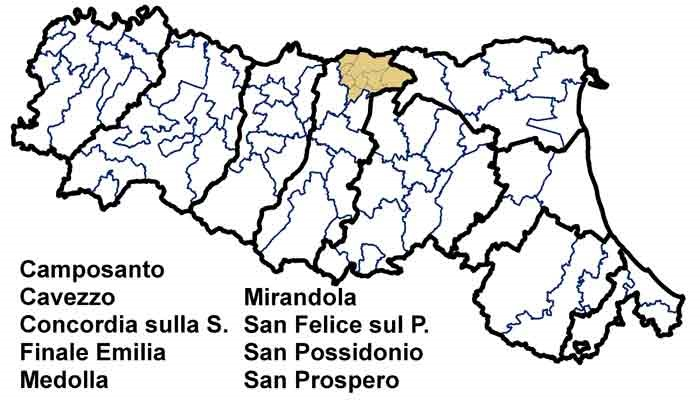 Camposanto
Cavezzo
Concordia sulla S.
Finale Emilia
Medolla
Mirandola
San Felice sul P.
San Possidonio
San Prospero